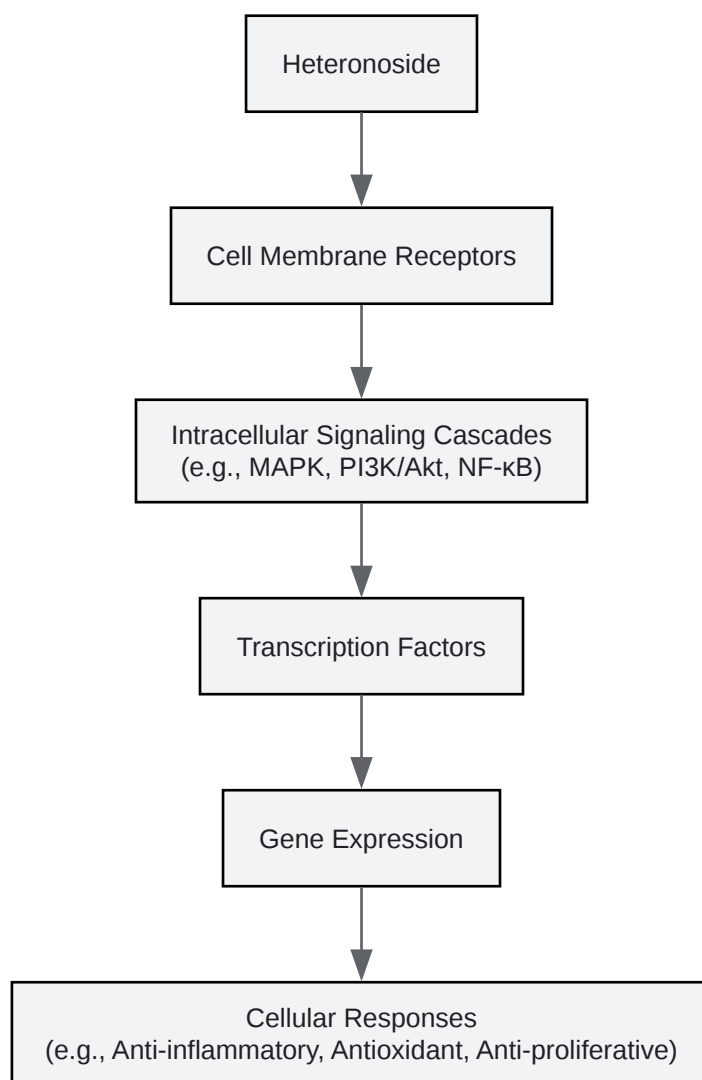 Heteronoside
Cell Membrane Receptors
Intracellular Signaling Cascades
(e.g., MAPK, PI3K/Akt, NF-κB)
Transcription Factors
Gene Expression
Cellular Responses
(e.g., Anti-inflammatory, Antioxidant, Anti-proliferative)